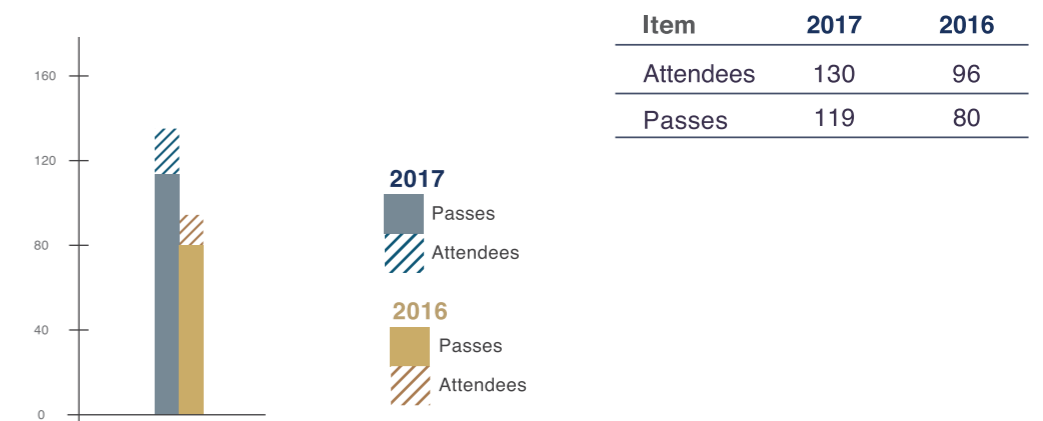 160
120
80
40
0
2017
Passes
Attendees
2016
Passes
Attendees
Item 2017 2016
Attendees 130 96
Passes 119 80